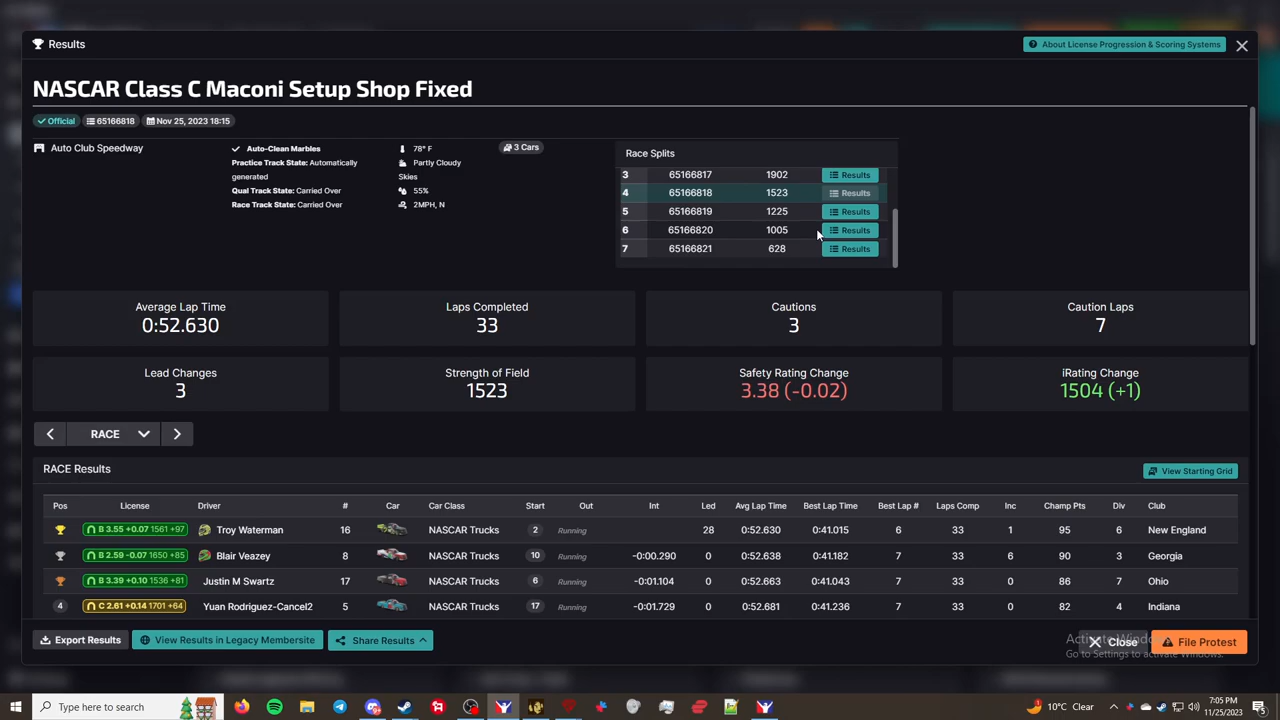 Results
About License Progression & Scoring Systems
NASCAR Class C Maconi Setup Shop Fixed
Official 65166818 Nov 25, 2023 18:15
Auto Club Speedway
Auto-Clean Marbles
Practice Track State: Automatically
generated
Qual Track State: Carried Over
Race Track State: Carried Over
78° F
Partly Cloudy
Skies
55%
2MPH, N
3 Cars
Race Splits
3 65166817 1902 Results
4 65166818 1523 Results
5 65166819 1225 Results
6 65166820 1005 Results
7 65166821 628 Results
Average Lap Time
0:52.630
Laps Completed
33
Cautions
3
Caution Laps
7
Lead Changes
3
Strength of Field
1523
Safety Rating Change
3.38 (-0.02)
iRating Change
1504 (+1)
RACE
RACE Results
View Starting Grid
Pos License Driver # Car Car Class Start Out Int Led Avg Lap Time Best Lap Time Best Lap # Laps Comp Inc Champ Pts Div Club
B 3.55 +0.07 1561 +97 Troy Waterman 16 NASCAR Trucks 2 Running 28 0:52.630 0:41.015 6 33 1 95 6 New England
B 2.59 -0.07 1650 +85 Blair Veazey 8 NASCAR Trucks 10 Running -0:00.290 0 0:52.638 0:41.182 7 33 6 90 3 Georgia
B 3.39 +0.10 1536 +81 Justin M Swartz 17 NASCAR Trucks 6 Running -0:01.104 0 0:52.663 0:41.043 7 33 0 86 7 Ohio
4 C 2.61 +0.14 1701 +64 Yuan Rodriguez-Cancel2 5 NASCAR Trucks 17 Running -0:01.729 0 0:52.681 0:41.236 7 33 0 82 4 Indiana
Export Results
View Results in Legacy Membersite
Share Results
Close
File Protest
Activate Windows
Go to Settings to activate Windows.
Type here to search
10°C Clear
7:05 PM
11/25/2023